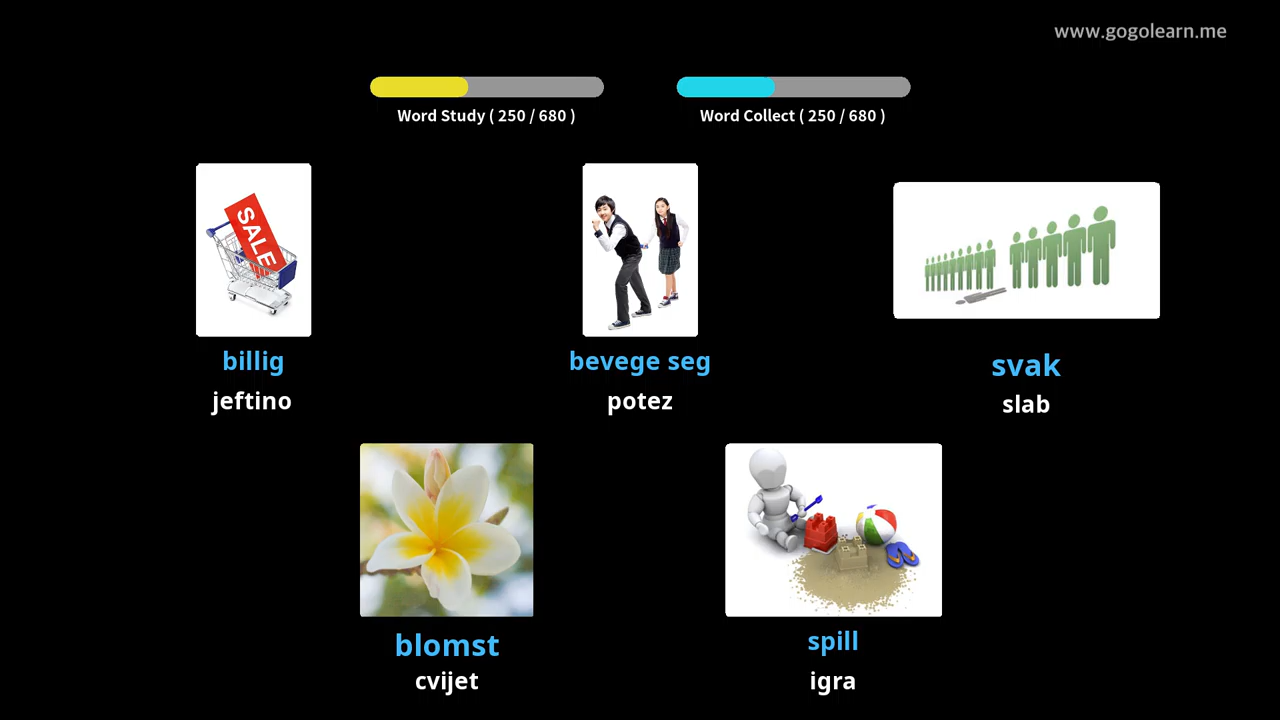 www.gogolearn.me
Word Study ( 250 / 680 )
Word Collect ( 250 / 680 )
SALE
billig
jeftino
bevege seg
potez
svak
slab
blomst
cvijet
spill
igra